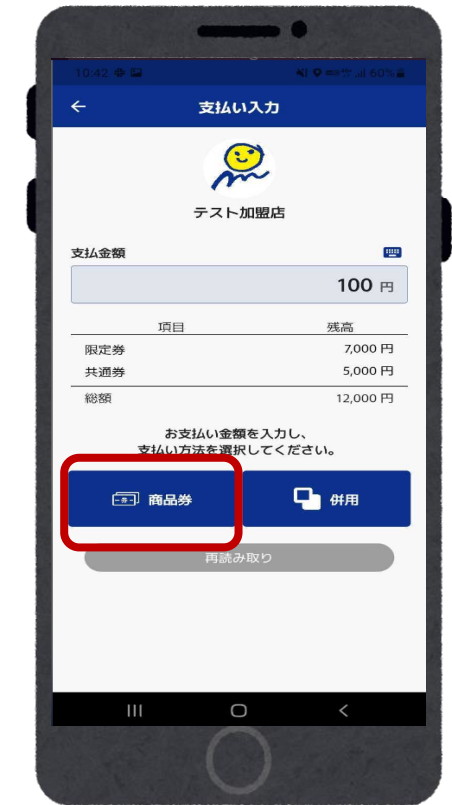 10:42
60%
← 支払い入力
テスト加盟店
支払金額
100 円
項目 残高
限定券 7,000 円
共通券 5,000 円
総額 12,000 円
お支払い金額を入力し、
支払い方法を選択してください。
-券- 商品券 併用
再読み取り